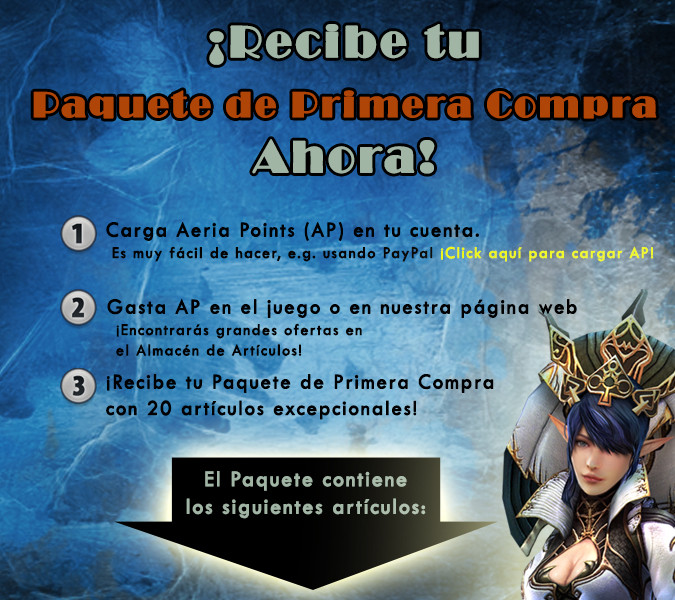 ¡Recibe tu
Paquete de Primera Compra
Ahora!
1 Carga Aeria Points (AP) en tu cuenta.
Es muy fácil de hacer, e.g. usando PayPal ¡Click aquí para cargar AP!
2 Gasta AP en el juego o en nuestra página web
¡Encontrarás grandes ofertas en
el Almacén de Artículos!
3 ¡Recibe tu Paquete de Primera Compra
con 20 artículos excepcionales!
El Paquete contiene
los siguientes artículos: